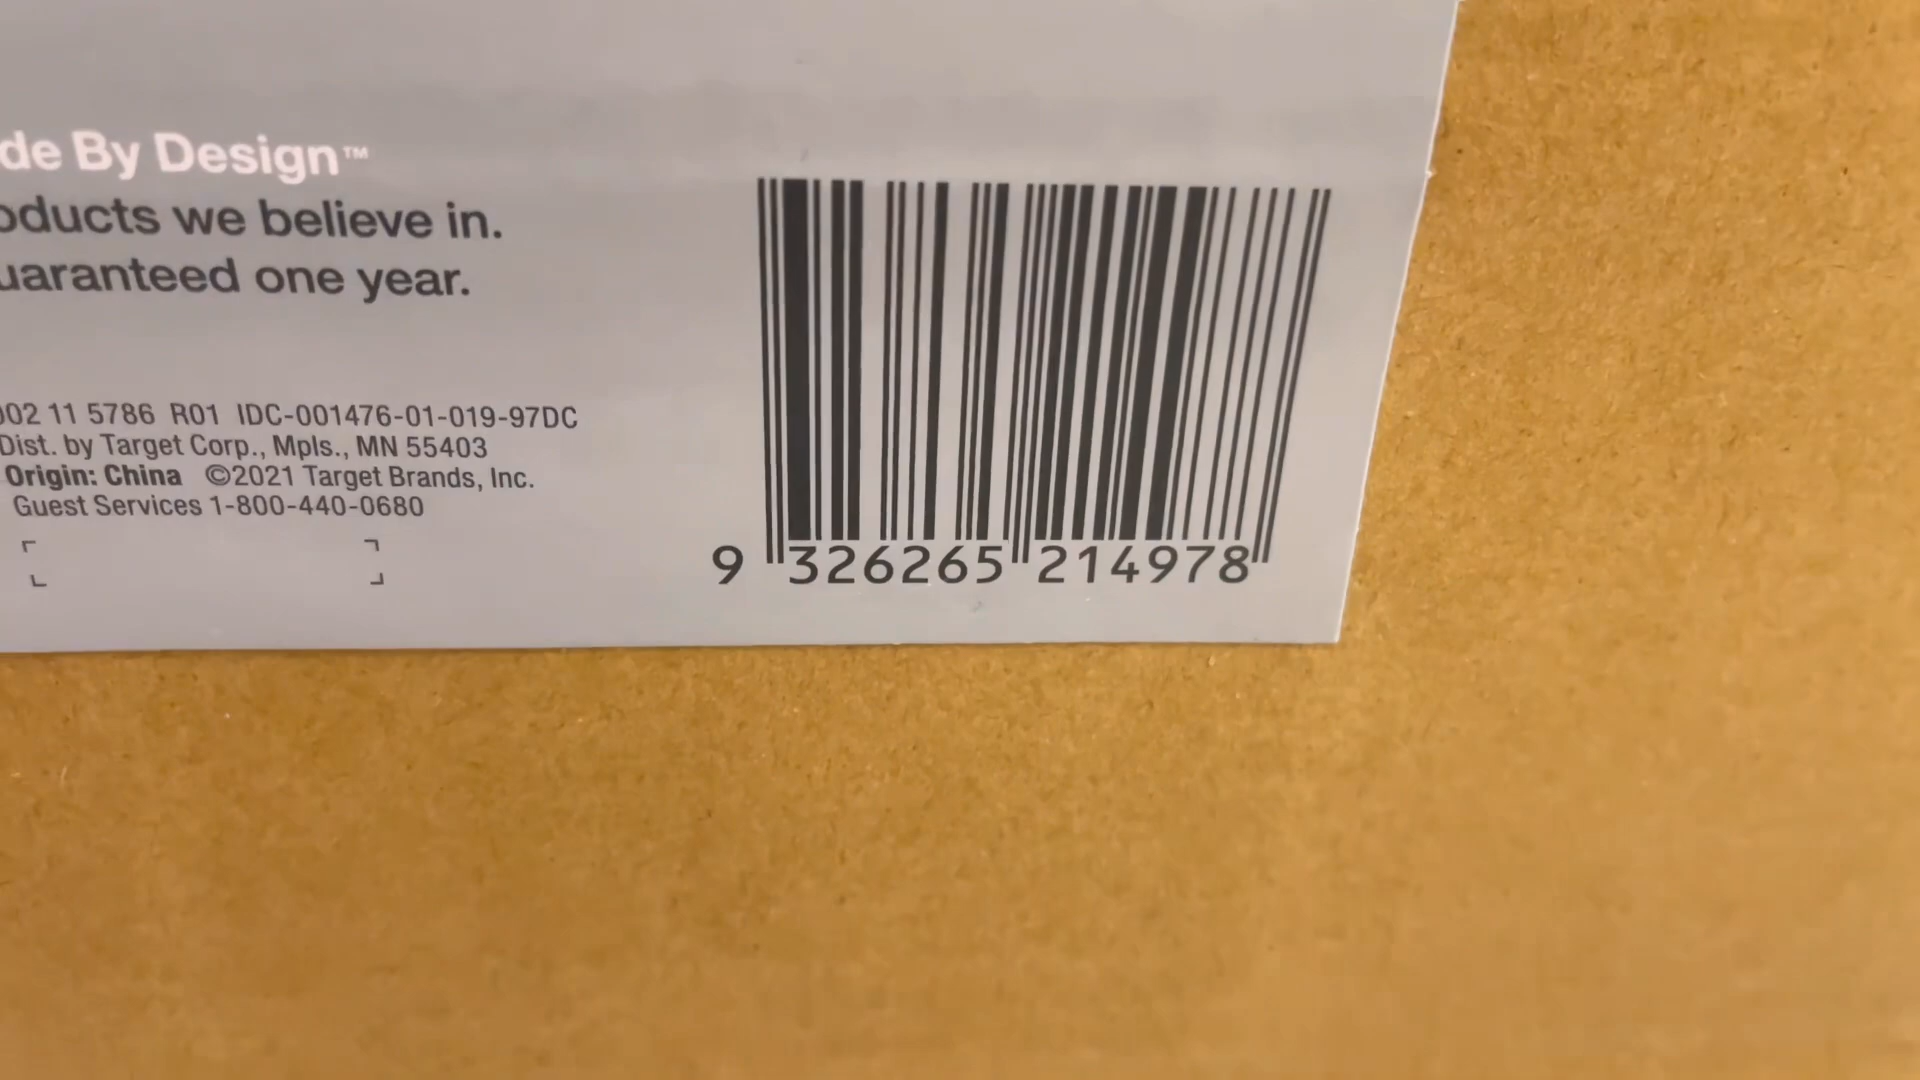 de By Design™
oducts we believe in.
uaranteed one year.
002 11 5786 R01 IDC-001476-01-019-97DC
Dist. by Target Corp., Mpls., MN 55403
Origin: China ©2021 Target Brands, Inc.
Guest Services 1-800-440-0680
9 326265 214978